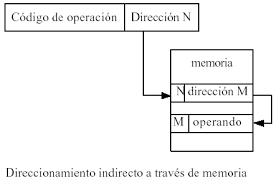 Código de operación Dirección N
memoria
N dirección M
M operando
Direccionamiento indirecto a través de memoria